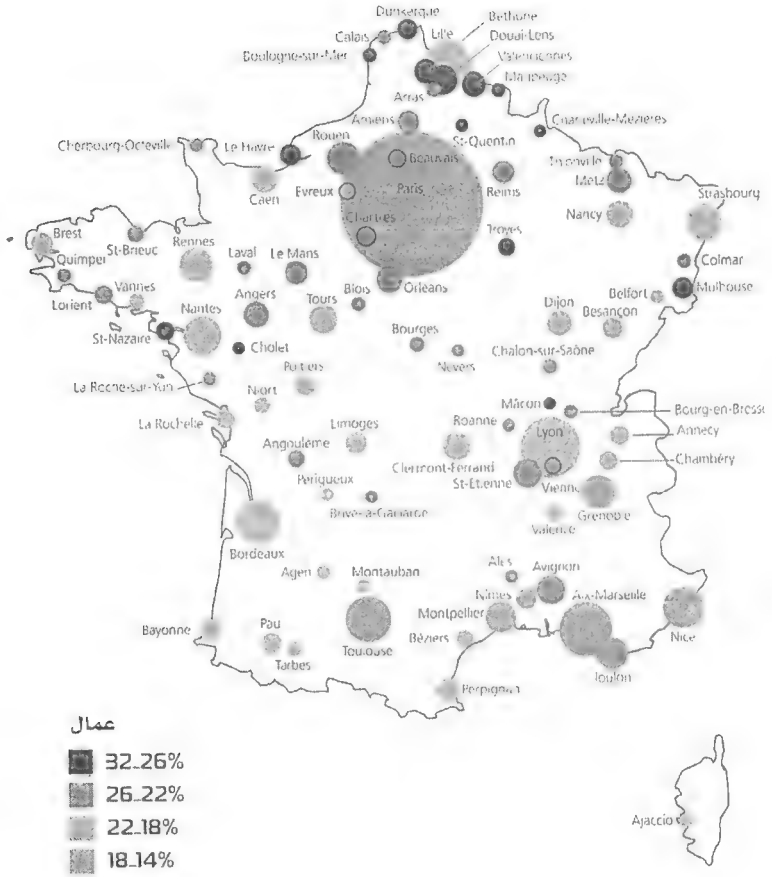 Dunkerque
Bethune
Calais
Lille
Douai-Lens
Boulogne-sur-Mer
Valenciennes
Maubeuge
Arras
Amiens
Charleville-Mézières
St-Quentin
Cherbourg-Octeville
Le Havre
Rouen
Beauvais
Thionville
Reims
Metz
Caen
Evreux
Paris
Strasbourg
Nancy
Chartres
Troyes
Brest
St-Brieuc
Rennes
Quimper
Laval
Le Mans
Colmar
Orléans
Mulhouse
Vannes
Blois
Belfort
Lorient
Angers
Tours
Dijon
Besançon
Nantes
St-Nazaire
Cholet
Bourges
Nevers
Chalon-sur-Saône
Poitiers
La Roche-sur-Yon
Niort
Mâcon
Bourg-en-Bresse
La Rochelle
Limoges
Roanne
Lyon
Annecy
Angoulème
Clermont-Ferrand
Chambéry
St-Etienne
Vienne
Périgueux
Brive-la-Gaillarde
Grenoble
Valence
Bordeaux
Agen
Montauban
Alès
Avignon
Nîmes
Aix-Marseille
Montpellier
Bayonne
Pau
Toulouse
Béziers
Nice
Tarbes
Toulon
Perpignan
عمال
32_26%
26_22%
22_18%
18_14%
Ajaccio